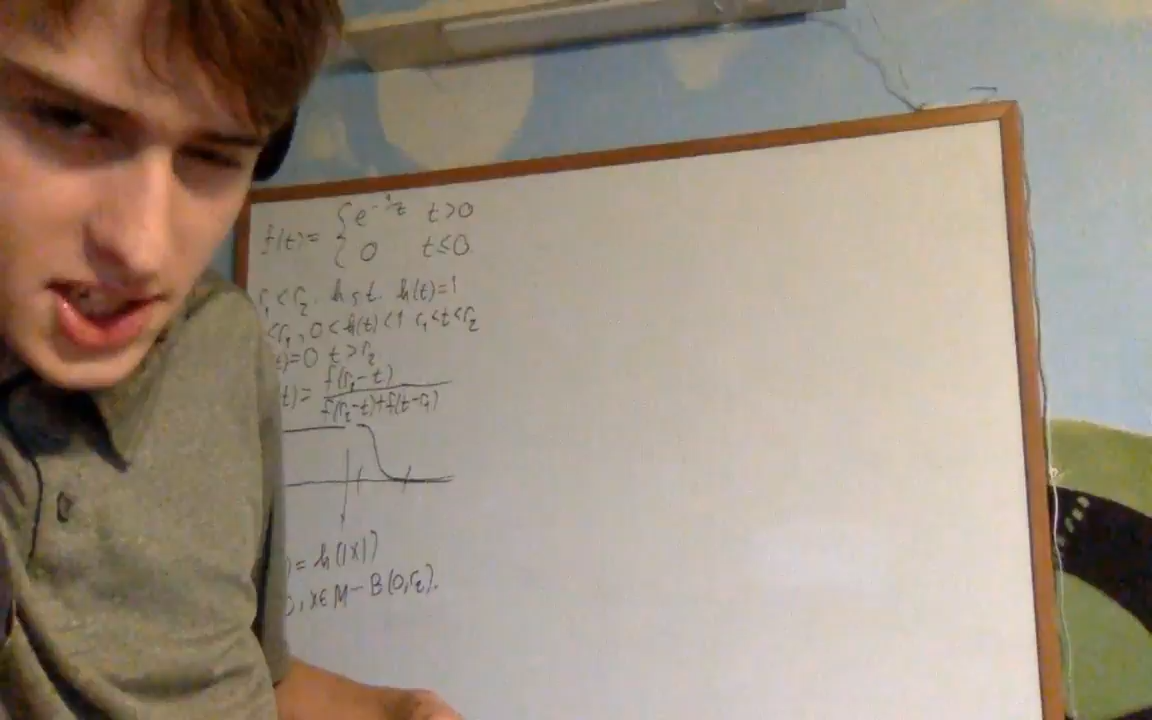 f(t)= { e^{-1/t} t>0
0 t≤0
r₁<r₂. h s.t. h(t)=1
<r₁, 0<h(t)<1 r₁<t<r₂
t)=0 t>r₂
t)= f(r₂-t)
f(r₂-t)+f(t-r₁)
)=h(|x|)
0, x∈M-B(0,r₂).